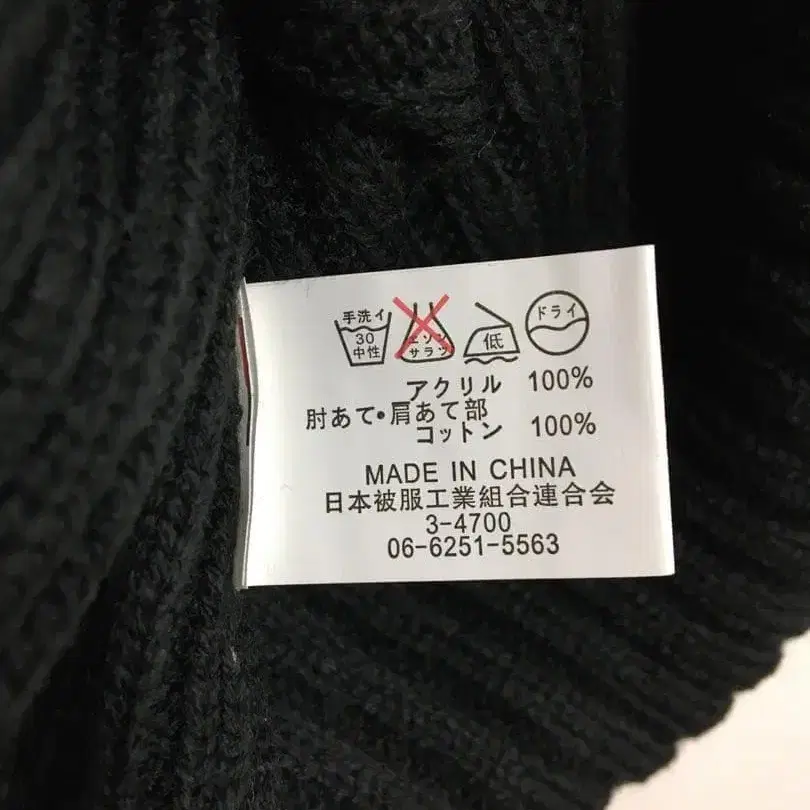 手洗イ
30
中性
エンソ
サラシ
低
ドライ
アクリル 100%
肘あて・肩あて部
コットン 100%
MADE IN CHINA
日本被服工業組合連合会
3-4700
06-6251-5563